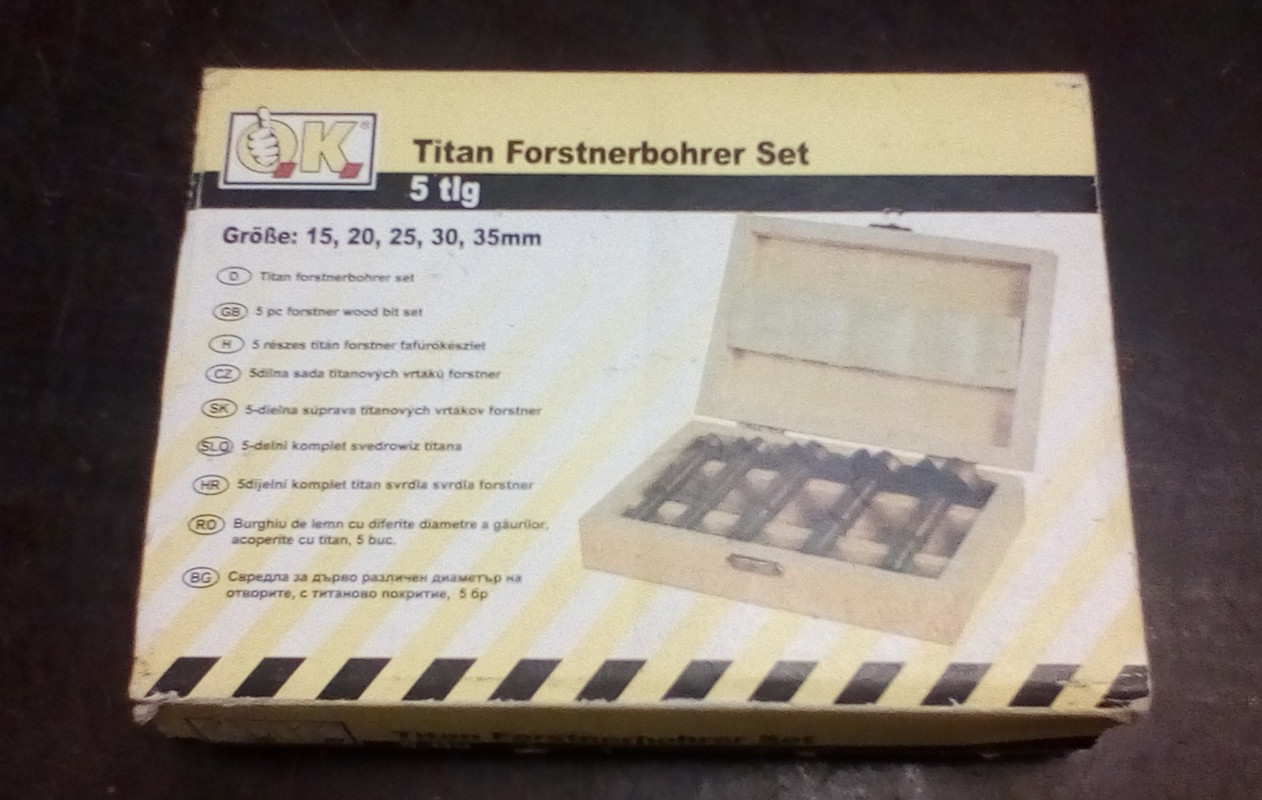 O.K.®
Titan Forstnerbohrer Set
5 tlg
Größe: 15, 20, 25, 30, 35mm
D Titan forstnerbohrer set
GB 5 pc forstner wood bit set
H 5 részes titán forstner fafúrókészlet
CZ 5dílna sada titanových vrtaků forstner
SK 5-dielna súprava titanových vrtákov forstner
SLO 5-delni komplet svedrowiz titana
HR 5dijelni komplet titan svrdla svrdla forstner
RO Burghiu de lemn cu diferite diametre a găurilor,
acoperite cu titan, 5 buc.
BG Свредла за дърво различен диаметър на
отворите, с титаново покритие, 5 бр
Titan Forstnerbohrer Set